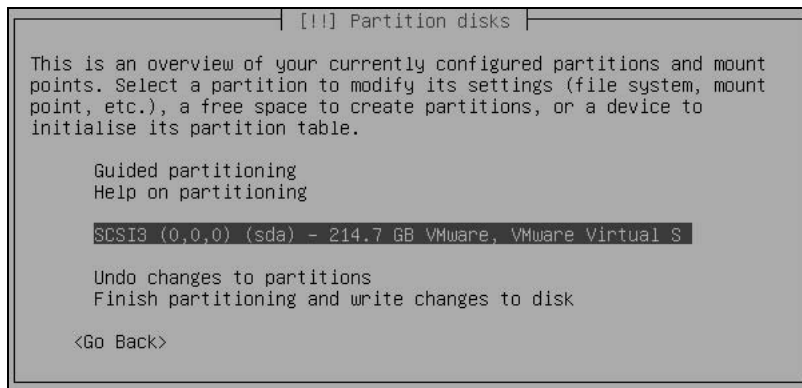 [!!] Partition disks
This is an overview of your currently configured partitions and mount
points. Select a partition to modify its settings (file system, mount
point, etc.), a free space to create partitions, or a device to
initialise its partition table.
Guided partitioning
Help on partitioning
SCSI3 (0,0,0) (sda) - 214.7 GB VMware, VMware Virtual S
Undo changes to partitions
Finish partitioning and write changes to disk
<Go Back>